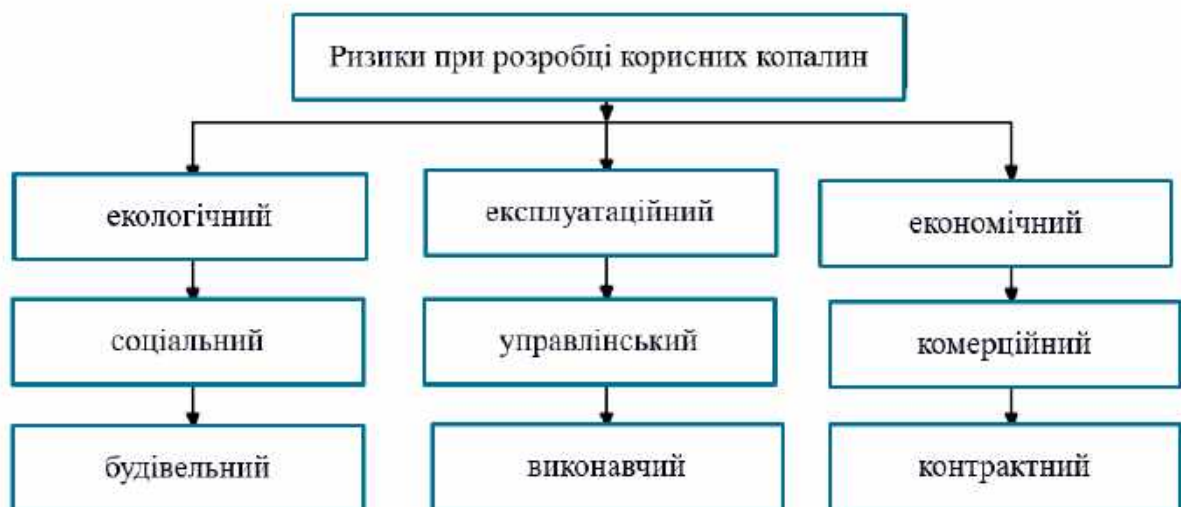 Ризики при розробці корисних копалин
екологічний
експлуатаційний
економічний
соціальний
управлінський
комерційний
будівельний
виконавчий
контрактний